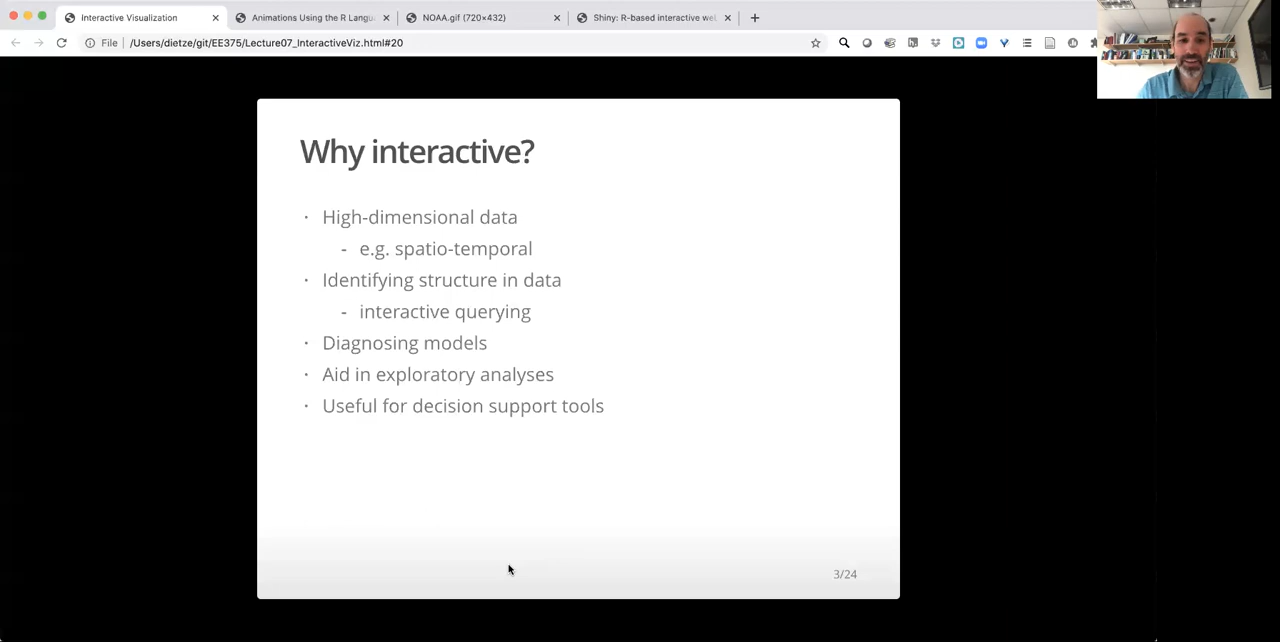 Interactive Visualization
Animations Using the R Langu
NOAA.gif (720×432)
Shiny: R-based interactive we
File
/Users/dietze/git/EE375/Lecture07_InteractiveViz.html#20
Why interactive?
· High-dimensional data
- e.g. spatio-temporal
· Identifying structure in data
- interactive querying
· Diagnosing models
· Aid in exploratory analyses
· Useful for decision support tools
3/24